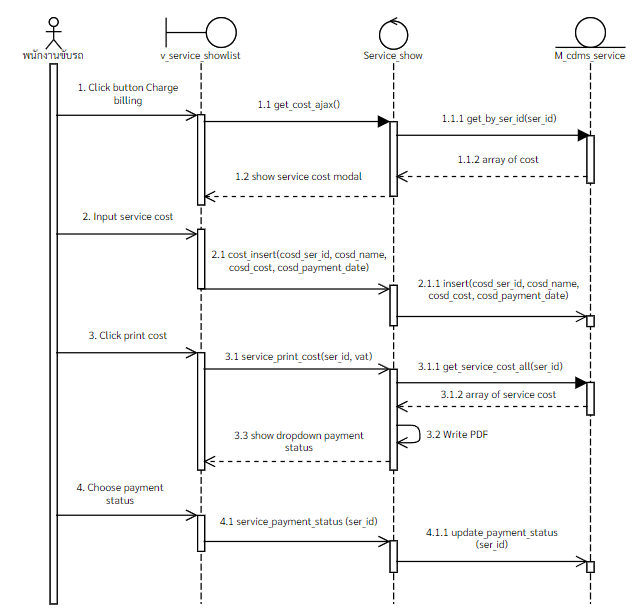 พนักงานขับรถ
v_service_showlist
Service_show
M_cdms_service
1. Click button Charge
billing
1.1 get_cost_ajax()
1.1.1 get_by_ser_id(ser_id)
1.1.2 array of cost
1.2 show service cost modal
2. Input service cost
2.1 cost_insert(cosd_ser_id, cosd_name,
cosd_cost, cosd_payment_date)
2.1.1 insert(cosd_ser_id, cosd_name,
cosd_cost, cosd_payment_date)
3. Click print cost
3.1 service_print_cost(ser_id, vat)
3.1.1 get_service_cost_all(ser_id)
3.1.2 array of service cost
3.2 Write PDF
3.3 show dropdown payment
status
4. Choose payment
status
4.1 service_payment_status (ser_id)
4.1.1 update_payment_status
(ser_id)